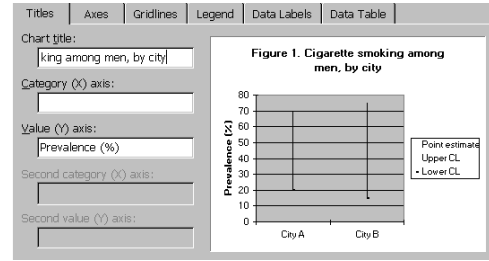 Titles Axes Gridlines Legend Data Labels Data Table
Chart title:
king among men, by city
Category (X) axis:
Value (Y) axis:
Prevalence (%)
Second category (X) axis:
Second value (Y) axis:
Figure 1. Cigarette smoking among
men, by city
Prevalence (%)
80
70
60
50
40
30
20
10
0
City A City B
Point estimate
Upper CL
Lower CL